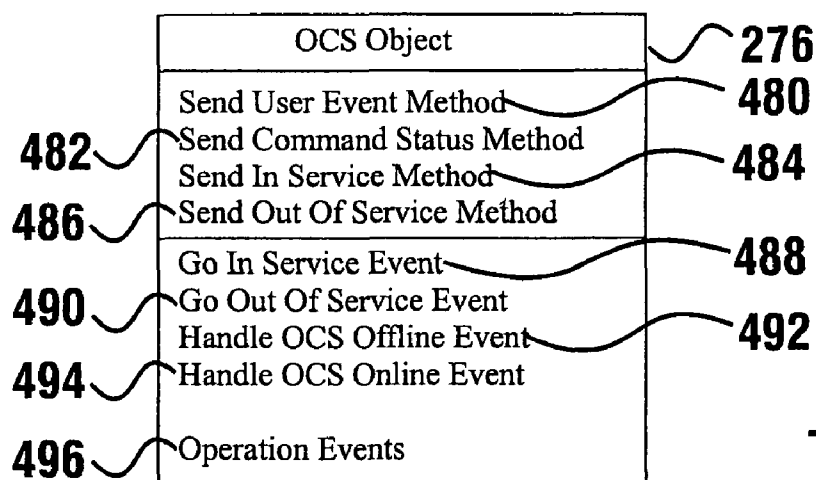 OCS Object 276
Send User Event Method 480
482 Send Command Status Method
Send In Service Method 484
486 Send Out Of Service Method
Go In Service Event 488
490 Go Out Of Service Event
Handle OCS Offline Event 492
494 Handle OCS Online Event
496 Operation Events